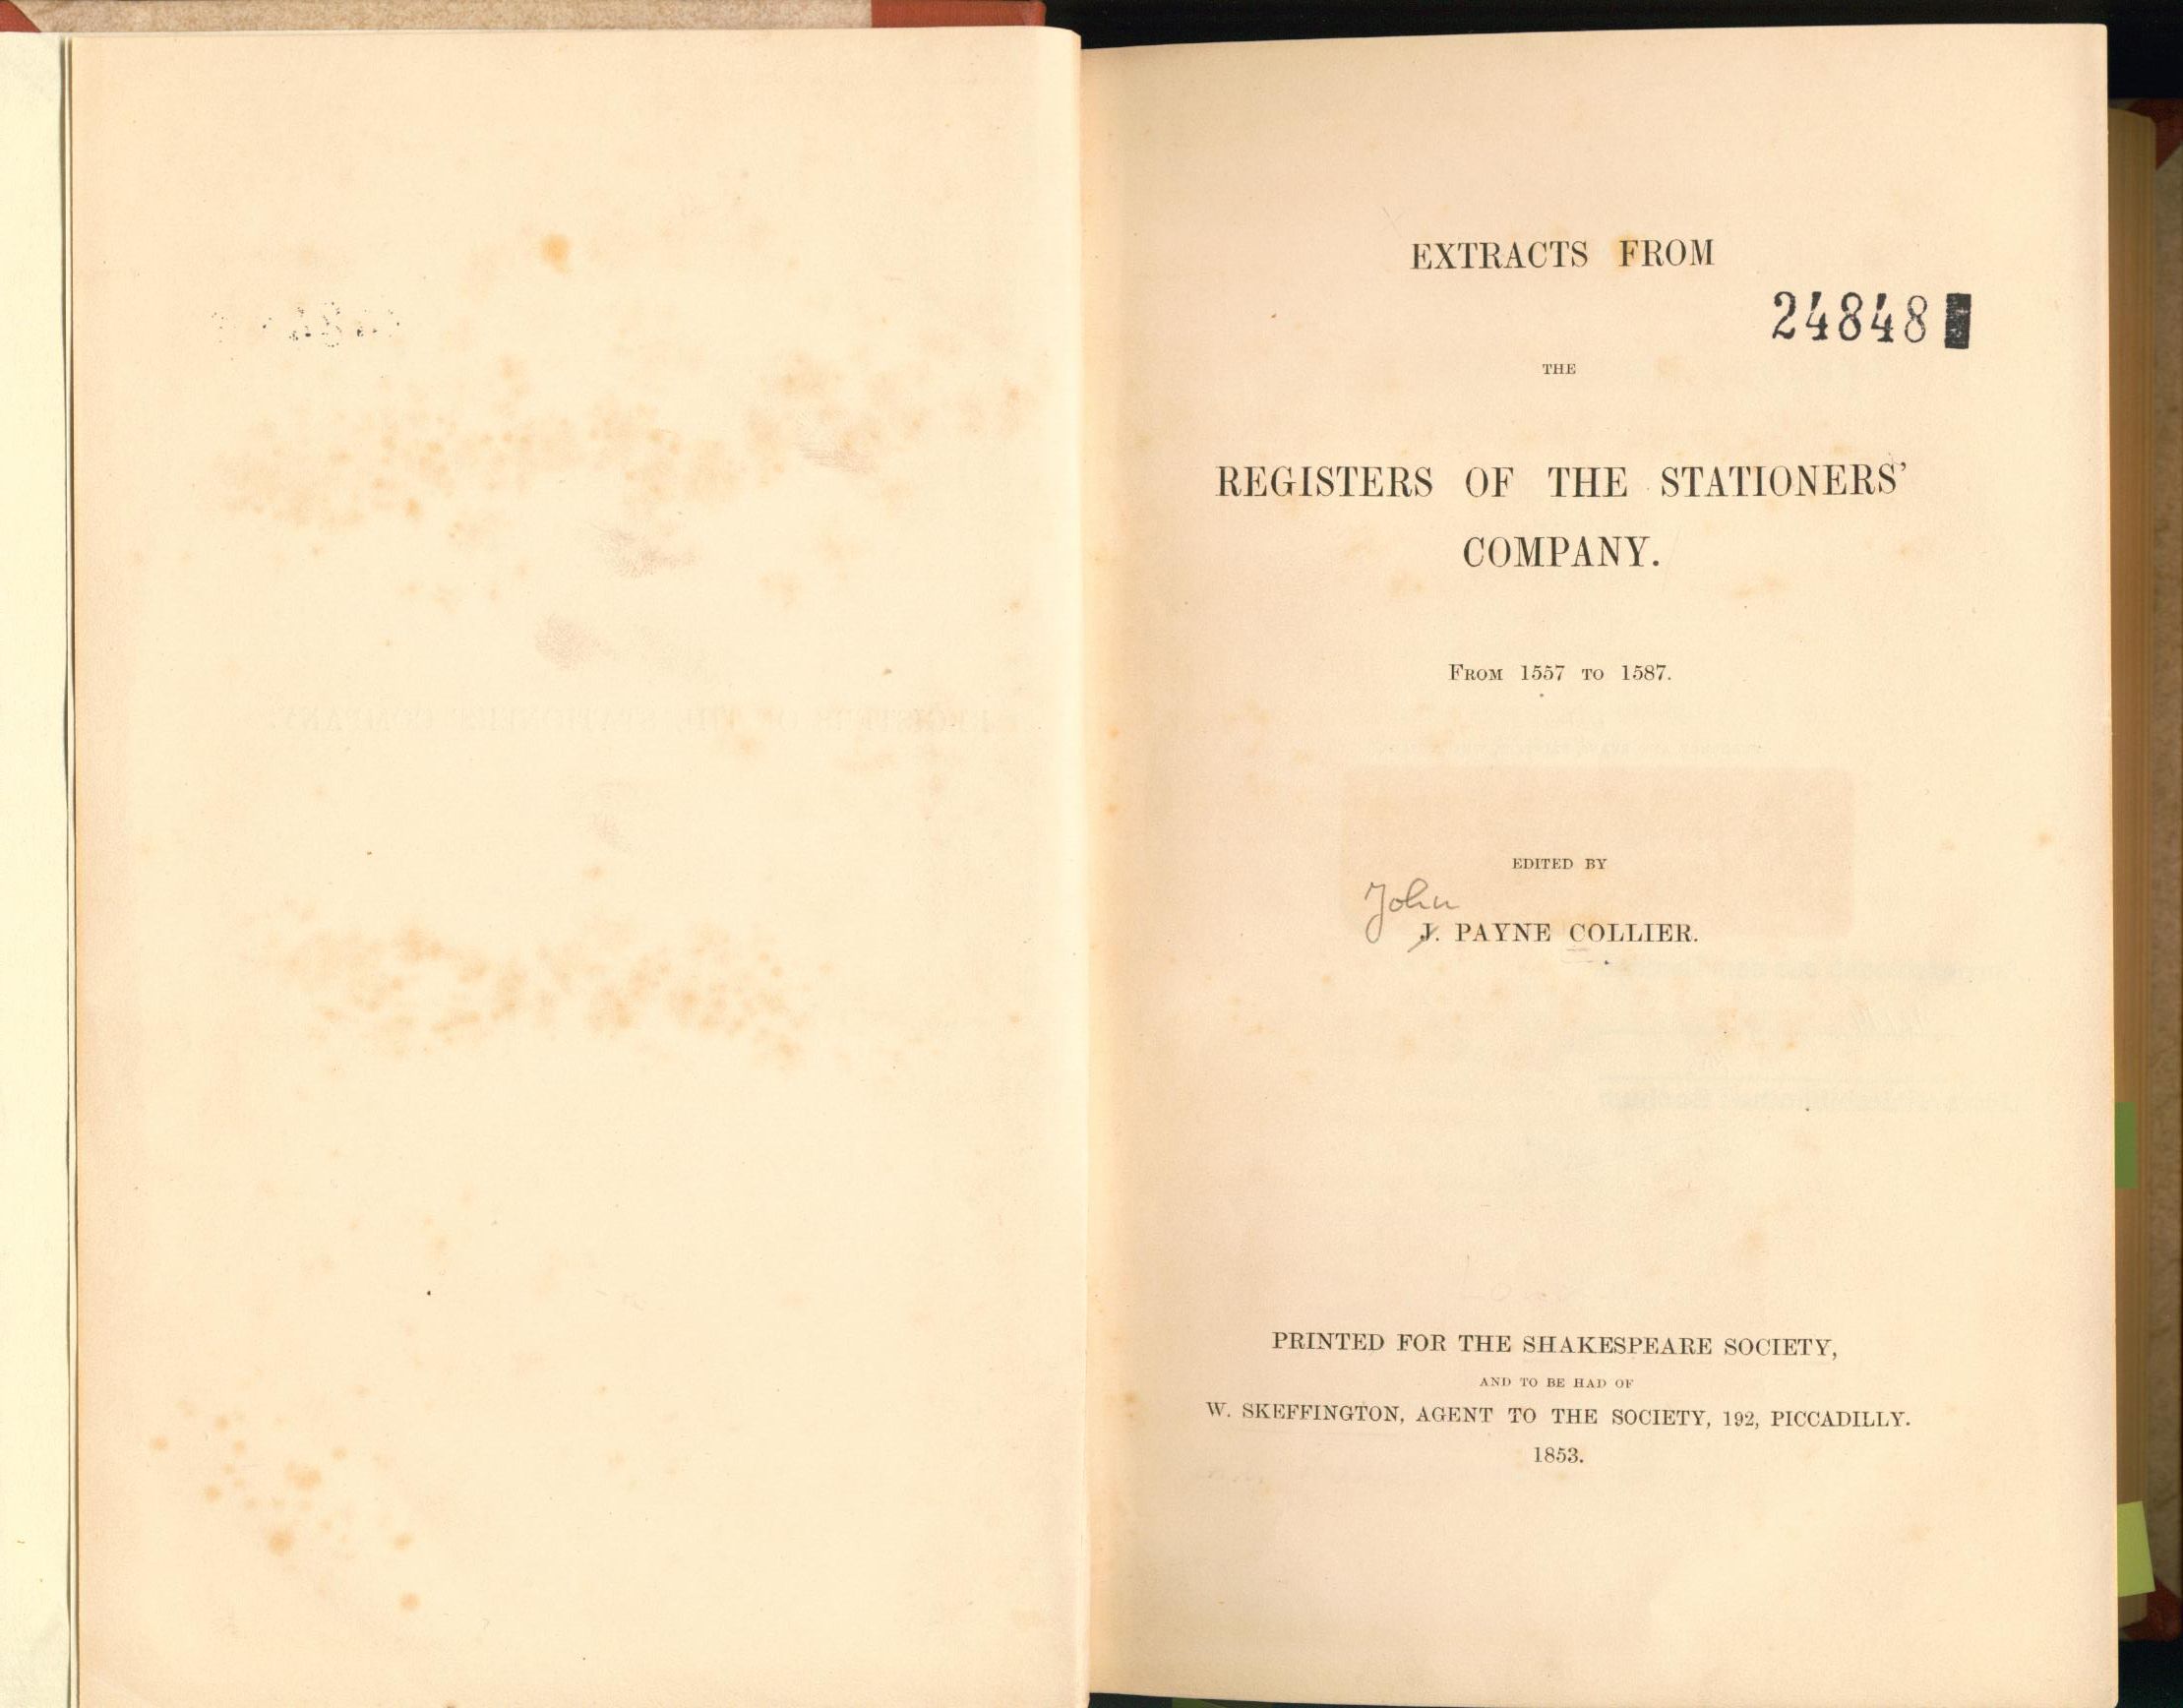 EXTRACTS FROM
24848
THE
REGISTERS OF THE STATIONERS'
COMPANY.
FROM 1557 TO 1587.
EDITED BY
John
J. PAYNE COLLIER.
PRINTED FOR THE SHAKESPEARE SOCIETY,
AND TO BE HAD OF
W. SKEFFINGTON, AGENT TO THE SOCIETY, 192, PICCADILLY.
1853.